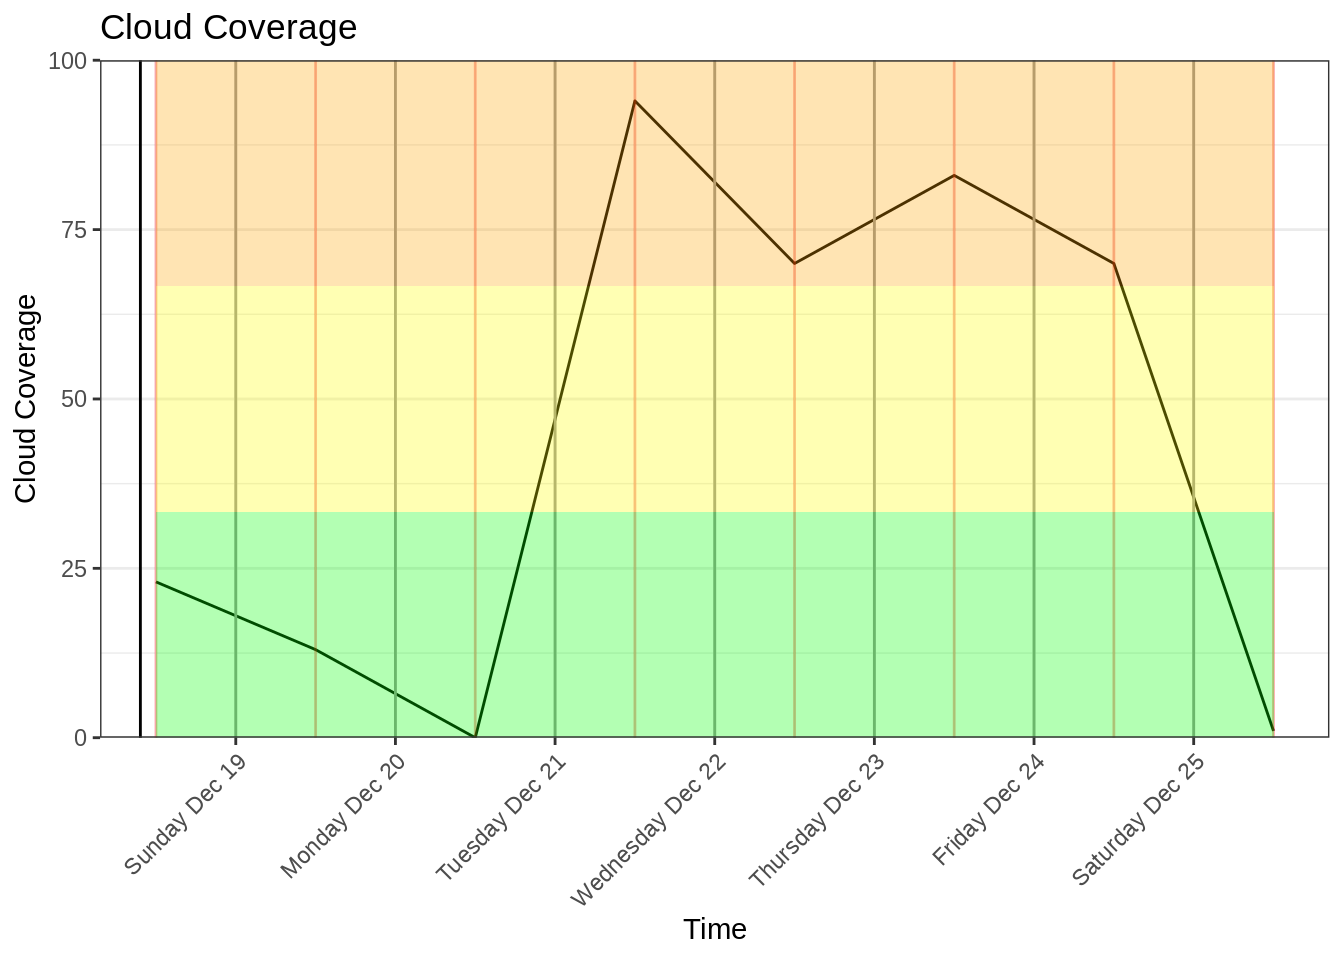 Cloud Coverage
100
75
50
25
0
Cloud Coverage
Sunday Dec 19
Monday Dec 20
Tuesday Dec 21
Wednesday Dec 22
Thursday Dec 23
Friday Dec 24
Saturday Dec 25
Time